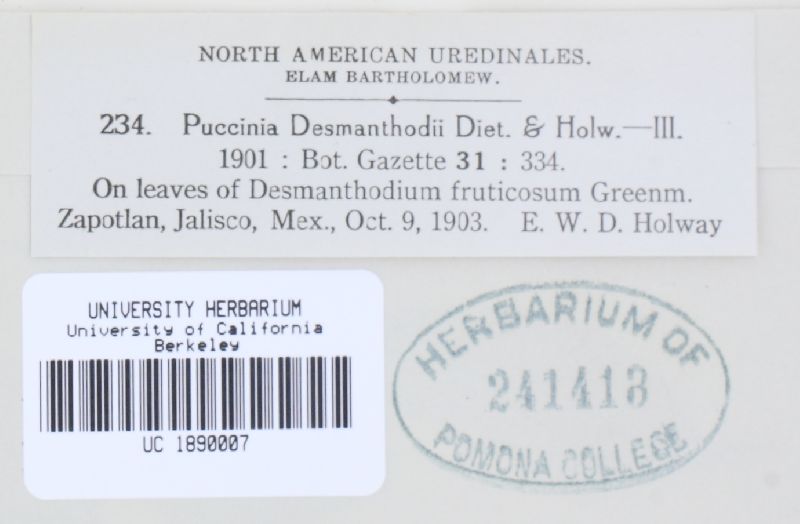 NORTH AMERICAN UREDINALES.
ELAM BARTHOLOMEW.
234. Puccinia Desmanthodii Diet. & Holw.—III.
1901 : Bot. Gazette 31 : 334.
On leaves of Desmanthodium fruticosum Greenm.
Zapotlan, Jalisco, Mex., Oct. 9, 1903. E. W. D. Holway
UNIVERSITY HERBARIUM
University of California
Berkeley
UC 1890007
HERBARIUM OF
241413
POMONA COLLEGE